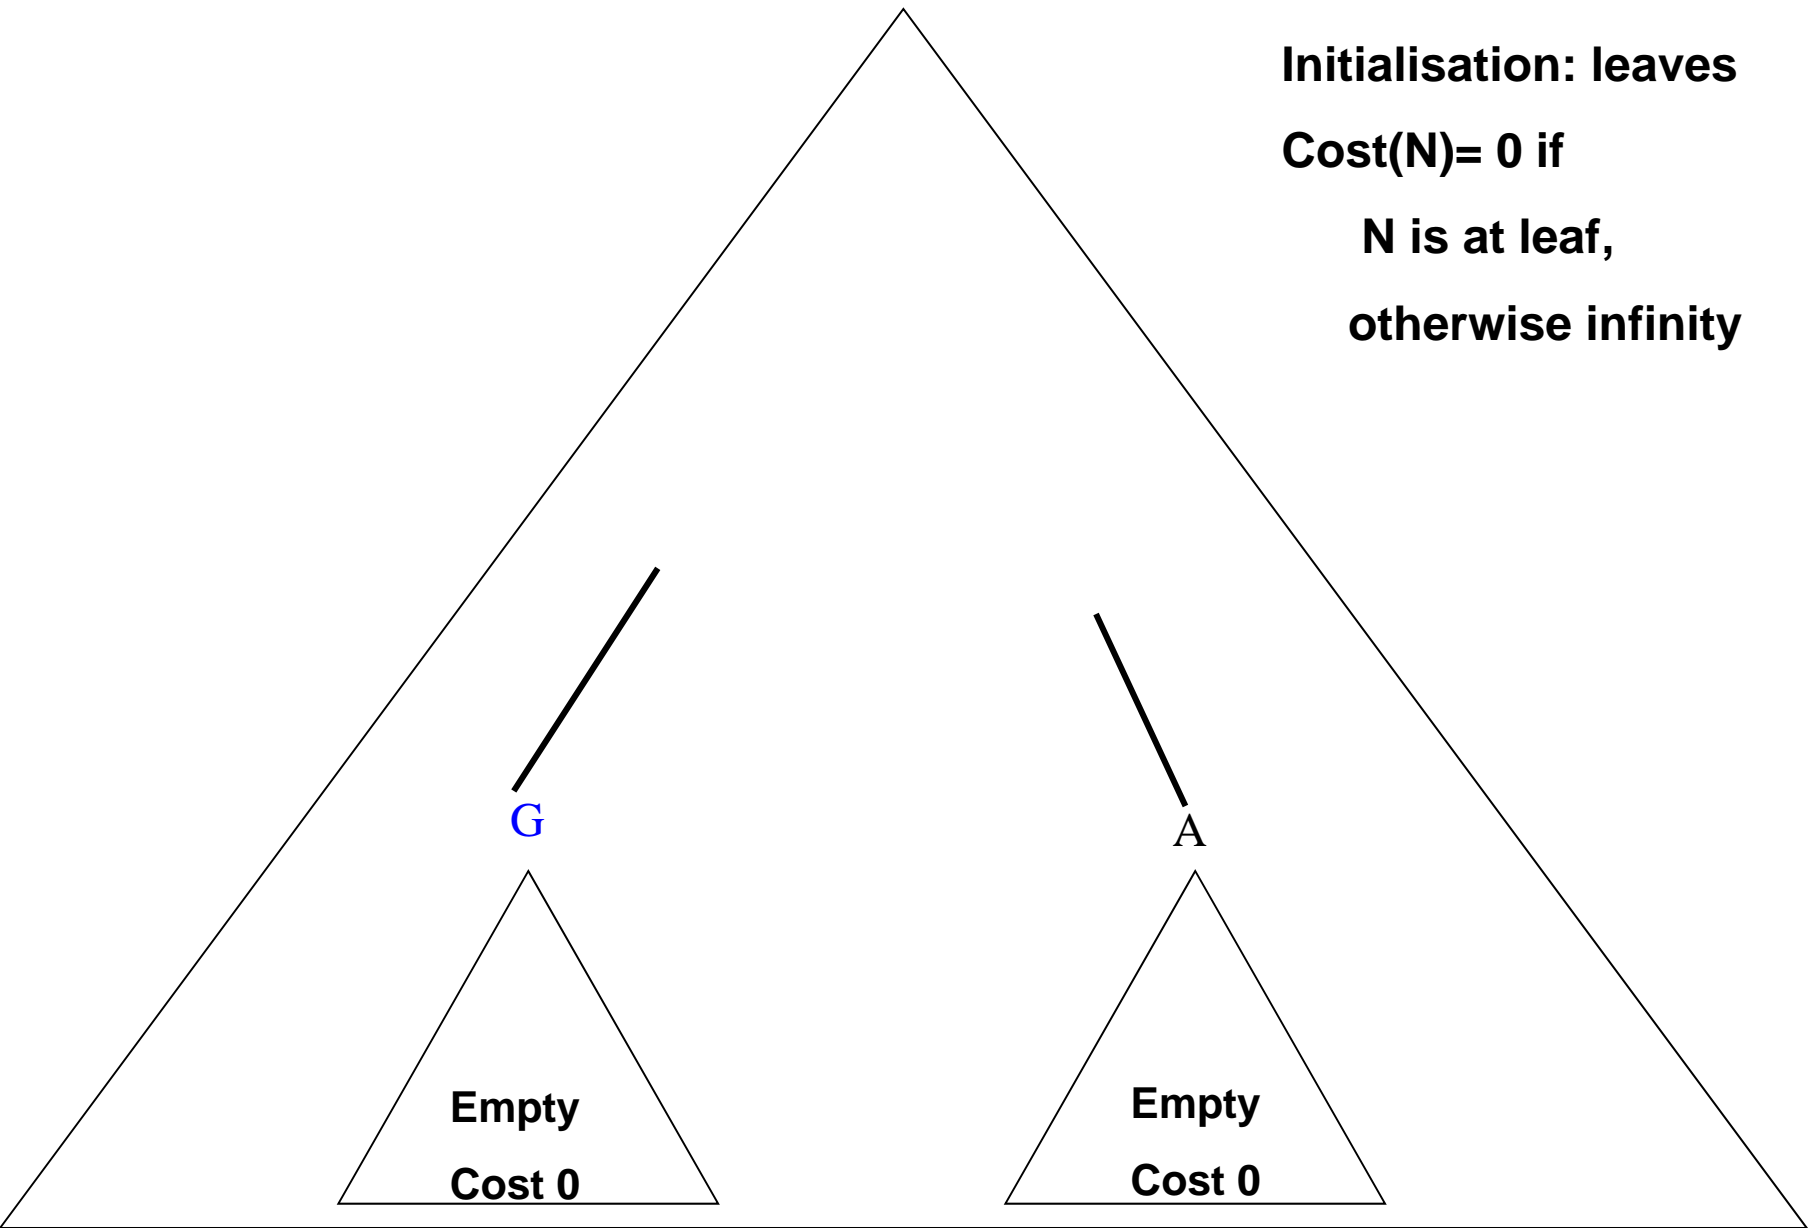 Initialisation: leaves
Cost(N)= 0 if
N is at leaf,
otherwise infinity
G
A
Empty
Cost 0
Empty
Cost 0